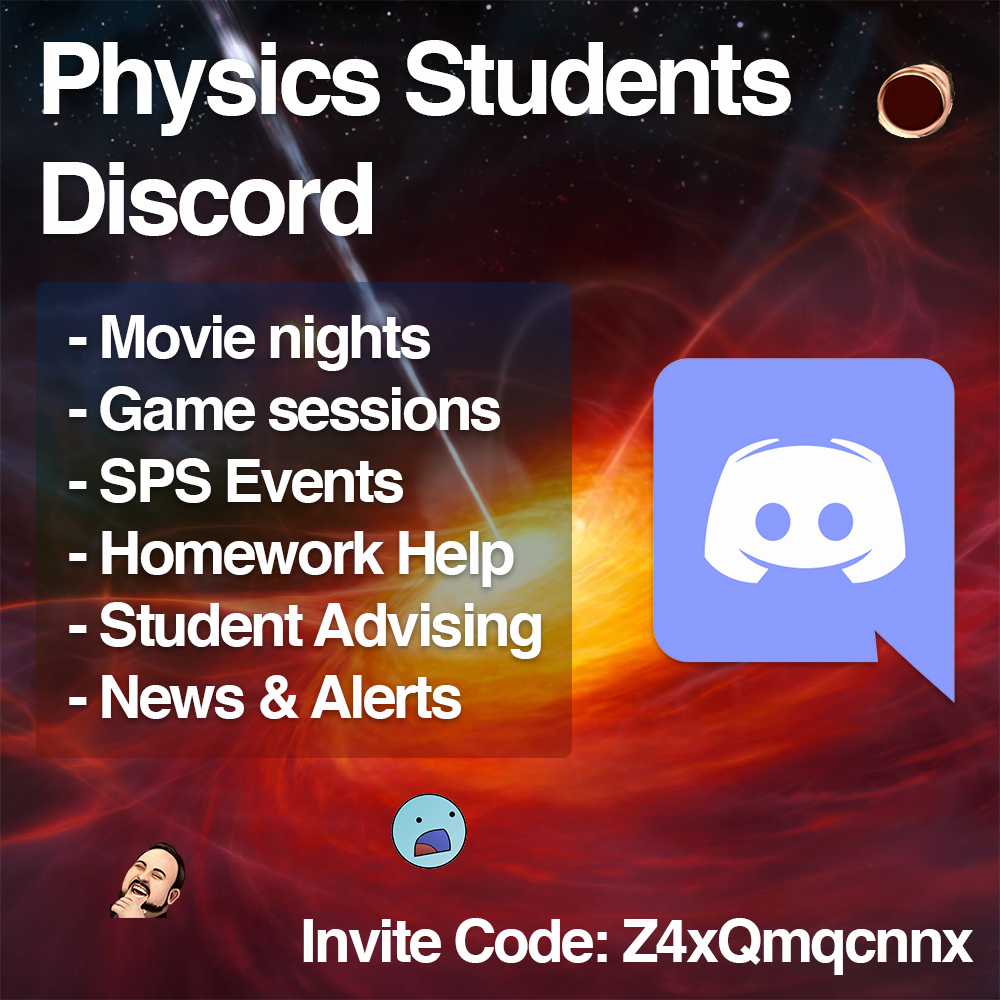 Physics Students
Discord
- Movie nights
- Game sessions
- SPS Events
- Homework Help
- Student Advising
- News & Alerts
Invite Code: Z4xQmqcnnx